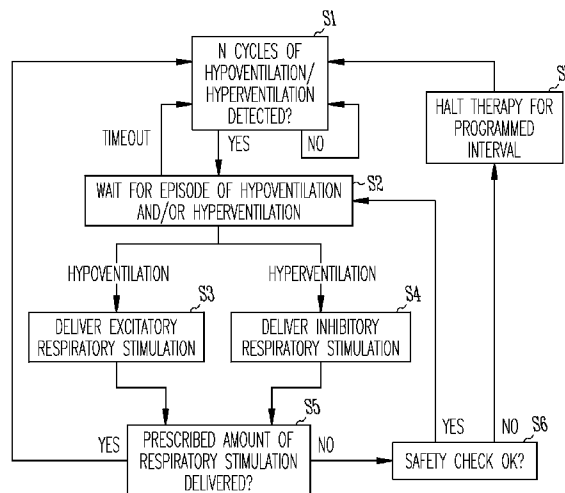 S1
N CYCLES OF
HYPOVENTILATION/
HYPERVENTILATION
DETECTED?
TIMEOUT
YES
NO
HALT THERAPY FOR
PROGRAMMED
INTERVAL
S2
WAIT FOR EPISODE OF HYPOVENTILATION
AND/OR HYPERVENTILATION
HYPOVENTILATION
HYPERVENTILATION
S3
DELIVER EXCITATORY
RESPIRATORY STIMULATION
S4
DELIVER INHIBITORY
RESPIRATORY STIMULATION
S5
YES
PRESCRIBED AMOUNT OF
RESPIRATORY STIMULATION
DELIVERED?
NO
YES
NO
S6
SAFETY CHECK OK?